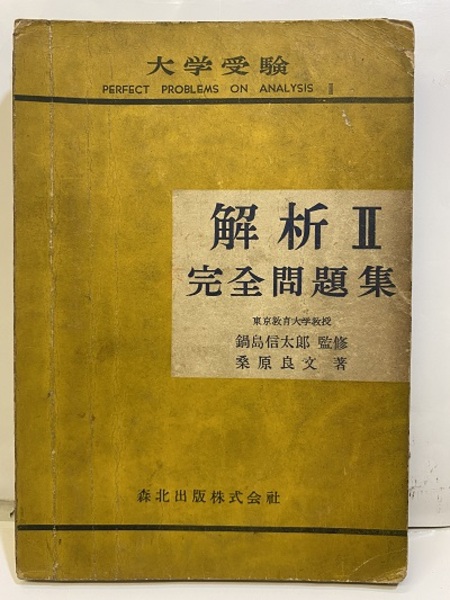 大学受験
PERFECT PROBLEMS ON ANALYSIS Ⅱ
解析Ⅱ
完全問題集
東京教育大学教授
鍋島信太郎 監修
桑原良文 著
森北出版株式会社